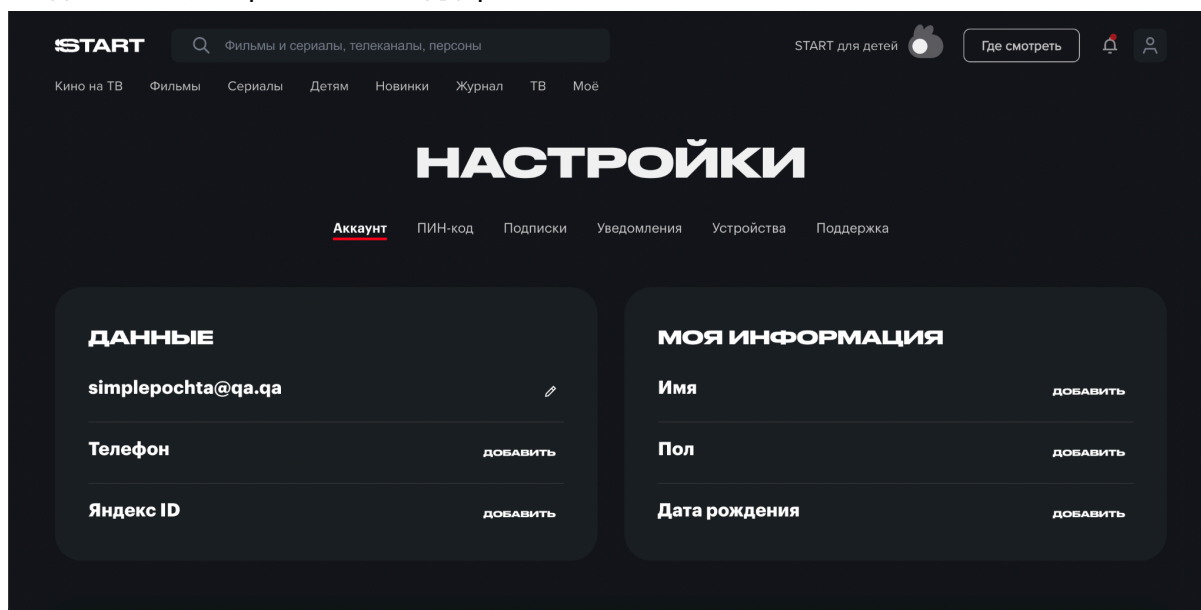 START
Фильмы и сериалы, телеканалы, персоны
START для детей
Где смотреть
Кино на ТВ Фильмы Сериалы Детям Новинки Журнал ТВ Моё
НАСТРОЙКИ
Аккаунт ПИН-код Подписки Уведомления Устройства Поддержка
ДАННЫЕ
simplepochta@qa.qa
Телефон ДОБАВИТЬ
Яндекс ID ДОБАВИТЬ
МОЯ ИНФОРМАЦИЯ
Имя ДОБАВИТЬ
Пол ДОБАВИТЬ
Дата рождения ДОБАВИТЬ